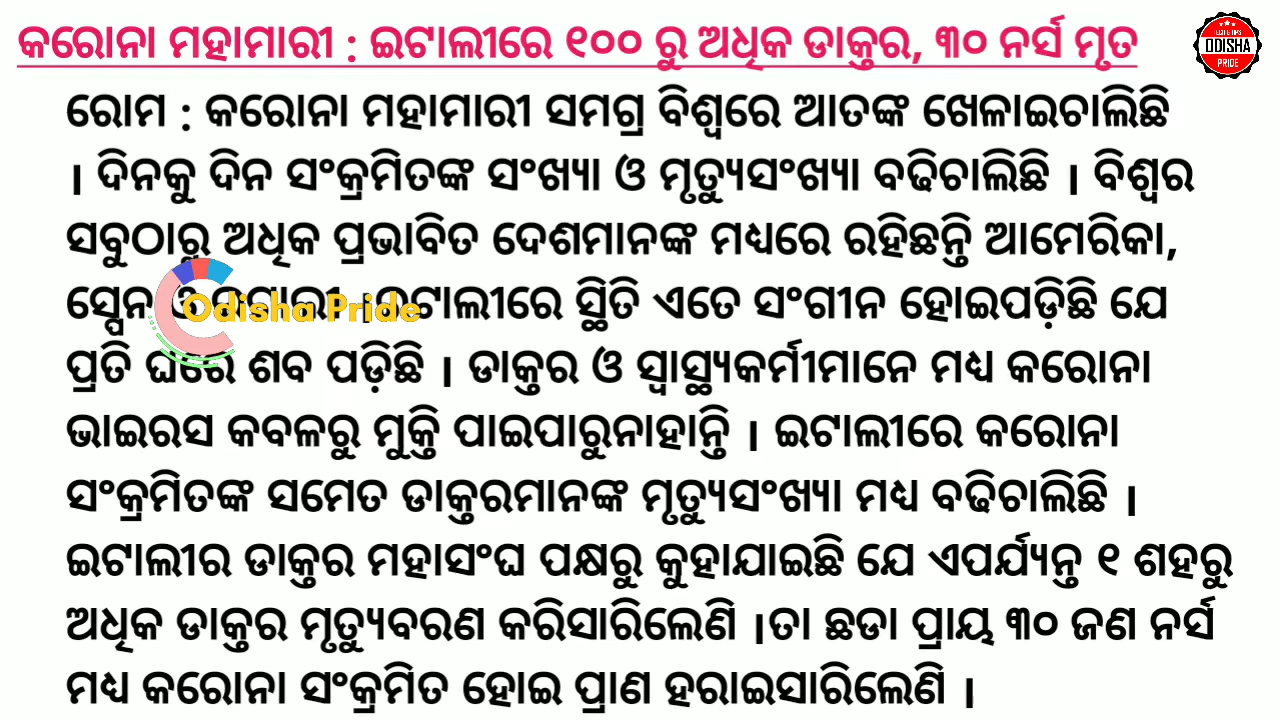 କରୋନା ମହାମାରୀ : ଇଟାଲୀରେ ୧୦୦ ରୁ ଅଧିକ ଡାକ୍ତର, ୩୦ ନର୍ସ ମୃତ
ODISHA
PRIDE
ରୋମ : କରୋନା ମହାମାରୀ ସମଗ୍ର ବିଶ୍ୱରେ ଆତଙ୍କ ଖେଳାଇଚାଲିଛି
। ଦିନକୁ ଦିନ ସଂକ୍ରମିତଙ୍କ ସଂଖ୍ୟା ଓ ମୃତ୍ୟୁସଂଖ୍ୟା ବଢିଚାଲିଛି । ବିଶ୍ୱର
ସବୁଠାରୁ ଅଧିକ ପ୍ରଭାବିତ ଦେଶମାନଙ୍କ ମଧ୍ୟରେ ରହିଛନ୍ତି ଆମେରିକା,
ସ୍ପେନ ଓ ।ଇଟାଲୀରେ ସ୍ଥିତି ଏତେ ସଂଗୀନ ହୋଇପଡ଼ିଛି ଯେ
Odisha Pride
ପ୍ରତି ଘରେ ଶବ ପଡ଼ିଛି । ଡାକ୍ତର ଓ ସ୍ୱାସ୍ଥ୍ୟକର୍ମୀମାନେ ମଧ୍ୟ କରୋନା
ଭାଇରସ କବଳରୁ ମୁକ୍ତି ପାଇପାରୁନାହାନ୍ତି । ଇଟାଲୀରେ କରୋନା
ସଂକ୍ରମିତଙ୍କ ସମେତ ଡାକ୍ତରମାନଙ୍କ ମୃତ୍ୟୁସଂଖ୍ୟା ମଧ୍ୟ ବଢିଚାଲିଛି ।
ଇଟାଲୀର ଡାକ୍ତର ମହାସଂଘ ପକ୍ଷରୁ କୁହାଯାଇଛି ଯେ ଏପର୍ଯ୍ୟନ୍ତ ୧ ଶହରୁ
ଅଧିକ ଡାକ୍ତର ମୃତ୍ୟୁବରଣ କରିସାରିଲେଣି ।ତା ଛଡା ପ୍ରାୟ ୩୦ ଜଣ ନର୍ସ
ମଧ୍ୟ କରୋନା ସଂକ୍ରମିତ ହୋଇ ପ୍ରାଣ ହରାଇସାରିଲେଣି ।